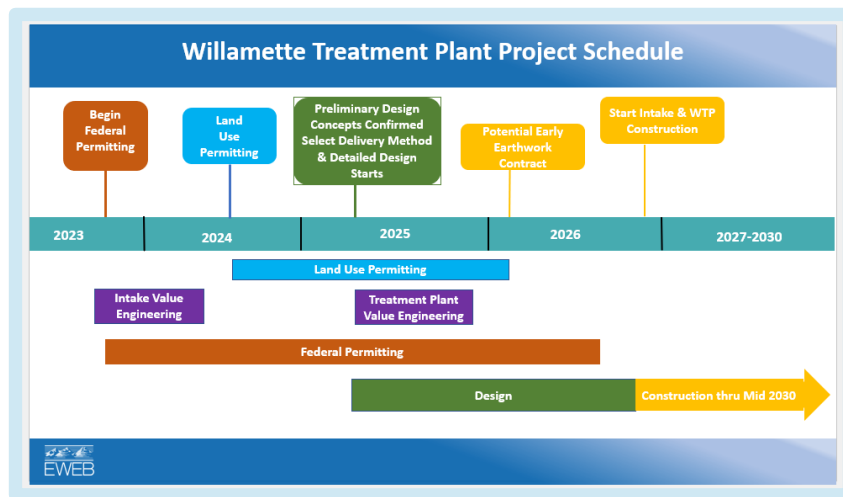 Willamette Treatment Plant Project Schedule
Begin
Federal
Permitting
Land
Use
Permitting
Preliminary Design
Concepts Confirmed
Select Delivery Method
& Detailed Design
Starts
Potential Early
Earthwork
Contract
Start Intake & WTP
Construction
2023
2024
2025
2026
2027-2030
Land Use Permitting
Intake Value
Engineering
Treatment Plant
Value Engineering
Federal Permitting
Design
Construction thru Mid 2030
EWEB